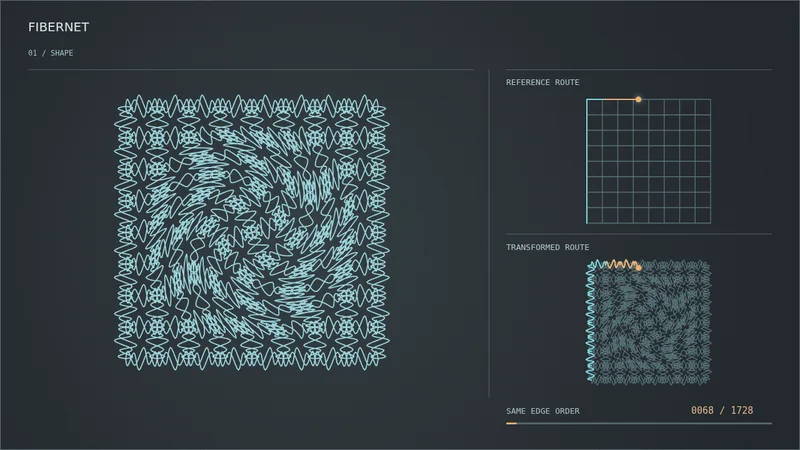 FIBERNET
01 / SHAPE
REFERENCE ROUTE
TRANSFORMED ROUTE
SAME EDGE ORDER 0068 / 1728